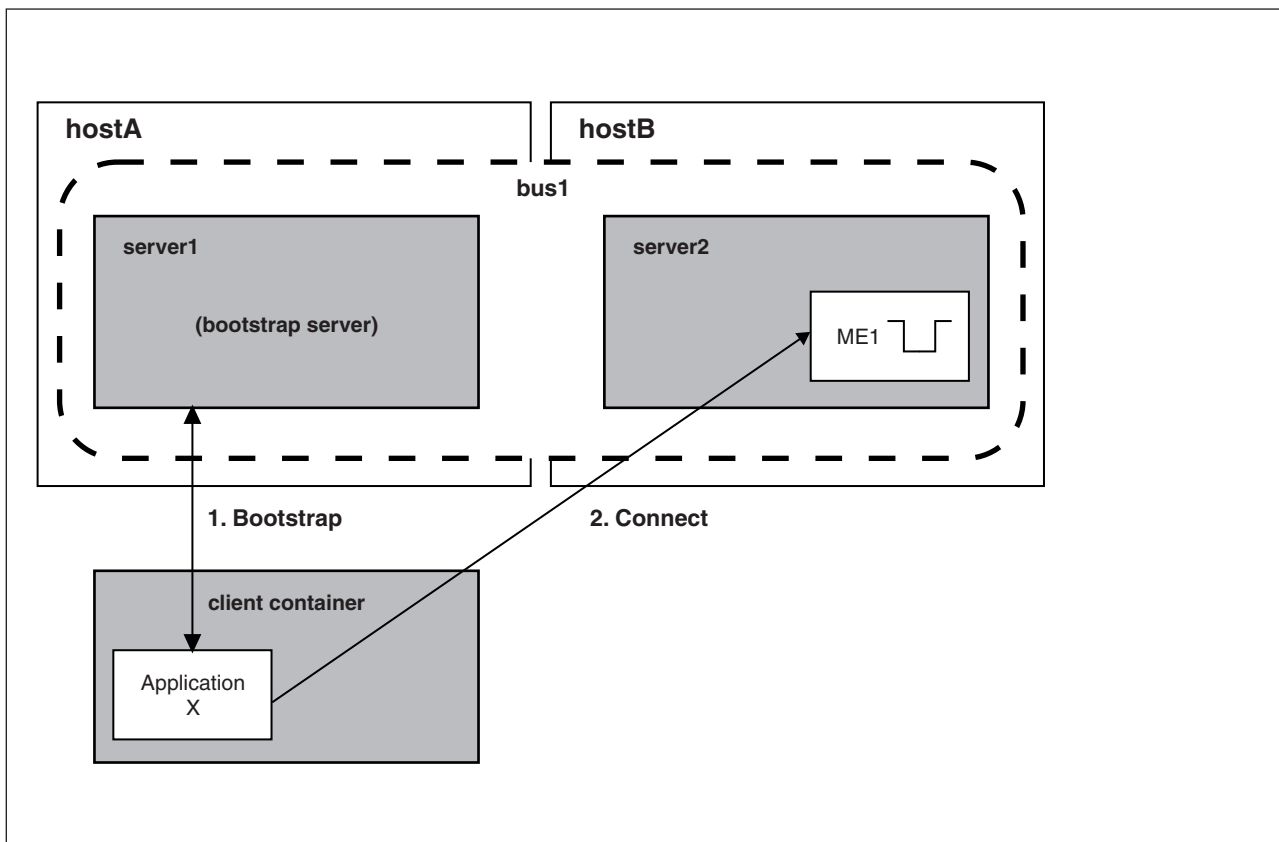 hostA
hostB
bus1
server1
server2
(bootstrap server)
ME1
1. Bootstrap
2. Connect
client container
Application
X